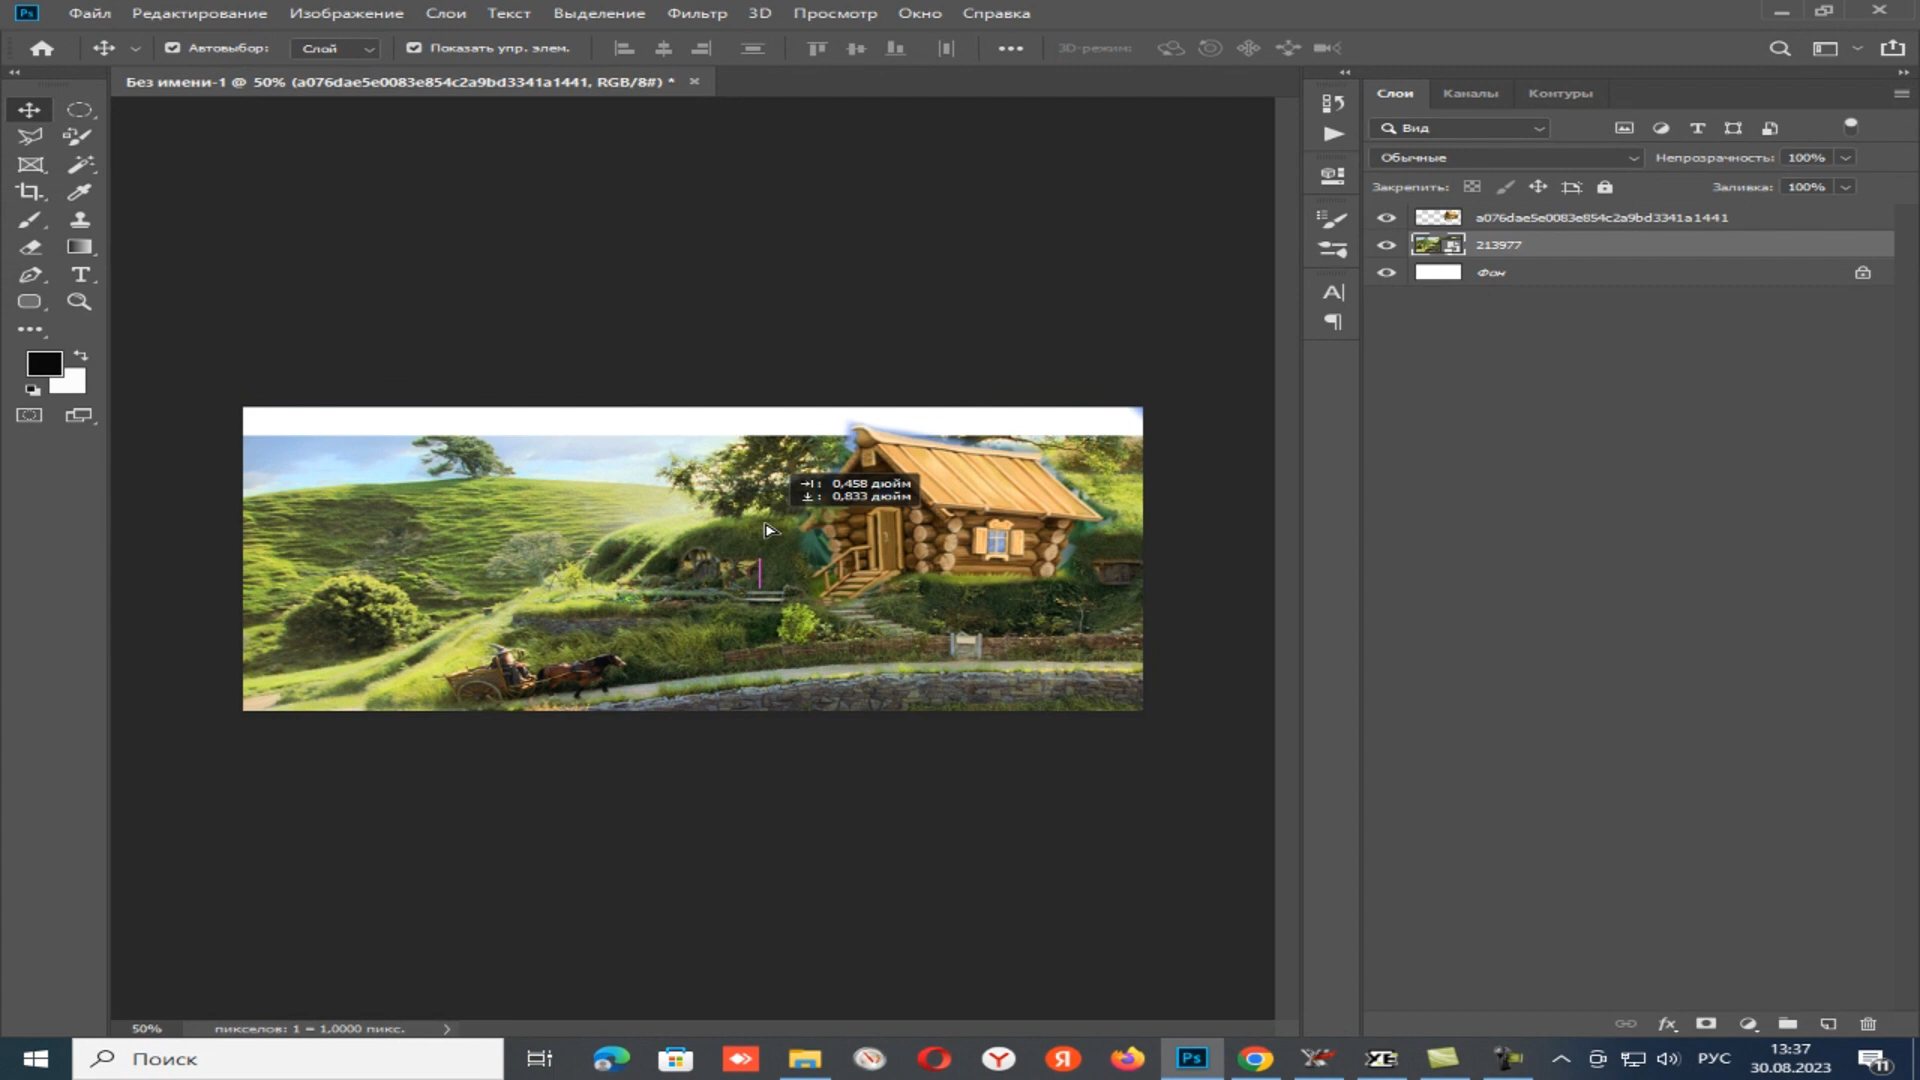 Ps Файл Редактирование Изображение Слои Текст Выделение Фильтр 3D Просмотр Окно Справка
Автовыбор: Слой Показать упр. элем. 3D-режим:
Без имени-1 @ 50% (a076dae5e0083e854c2a9bd3341a1441, RGB/8#) *
Слои Каналы Контуры
Вид
Обычные Непрозрачность: 100%
Закрепить: Заливка: 100%
a076dae5e0083e854c2a9bd3341a1441
213977
Фон
0,458 дюйм
0,833 дюйм
50% пикселов: 1 = 1,0000 пикс.
Поиск
Ps
РУС
13:37
30.08.2023
11